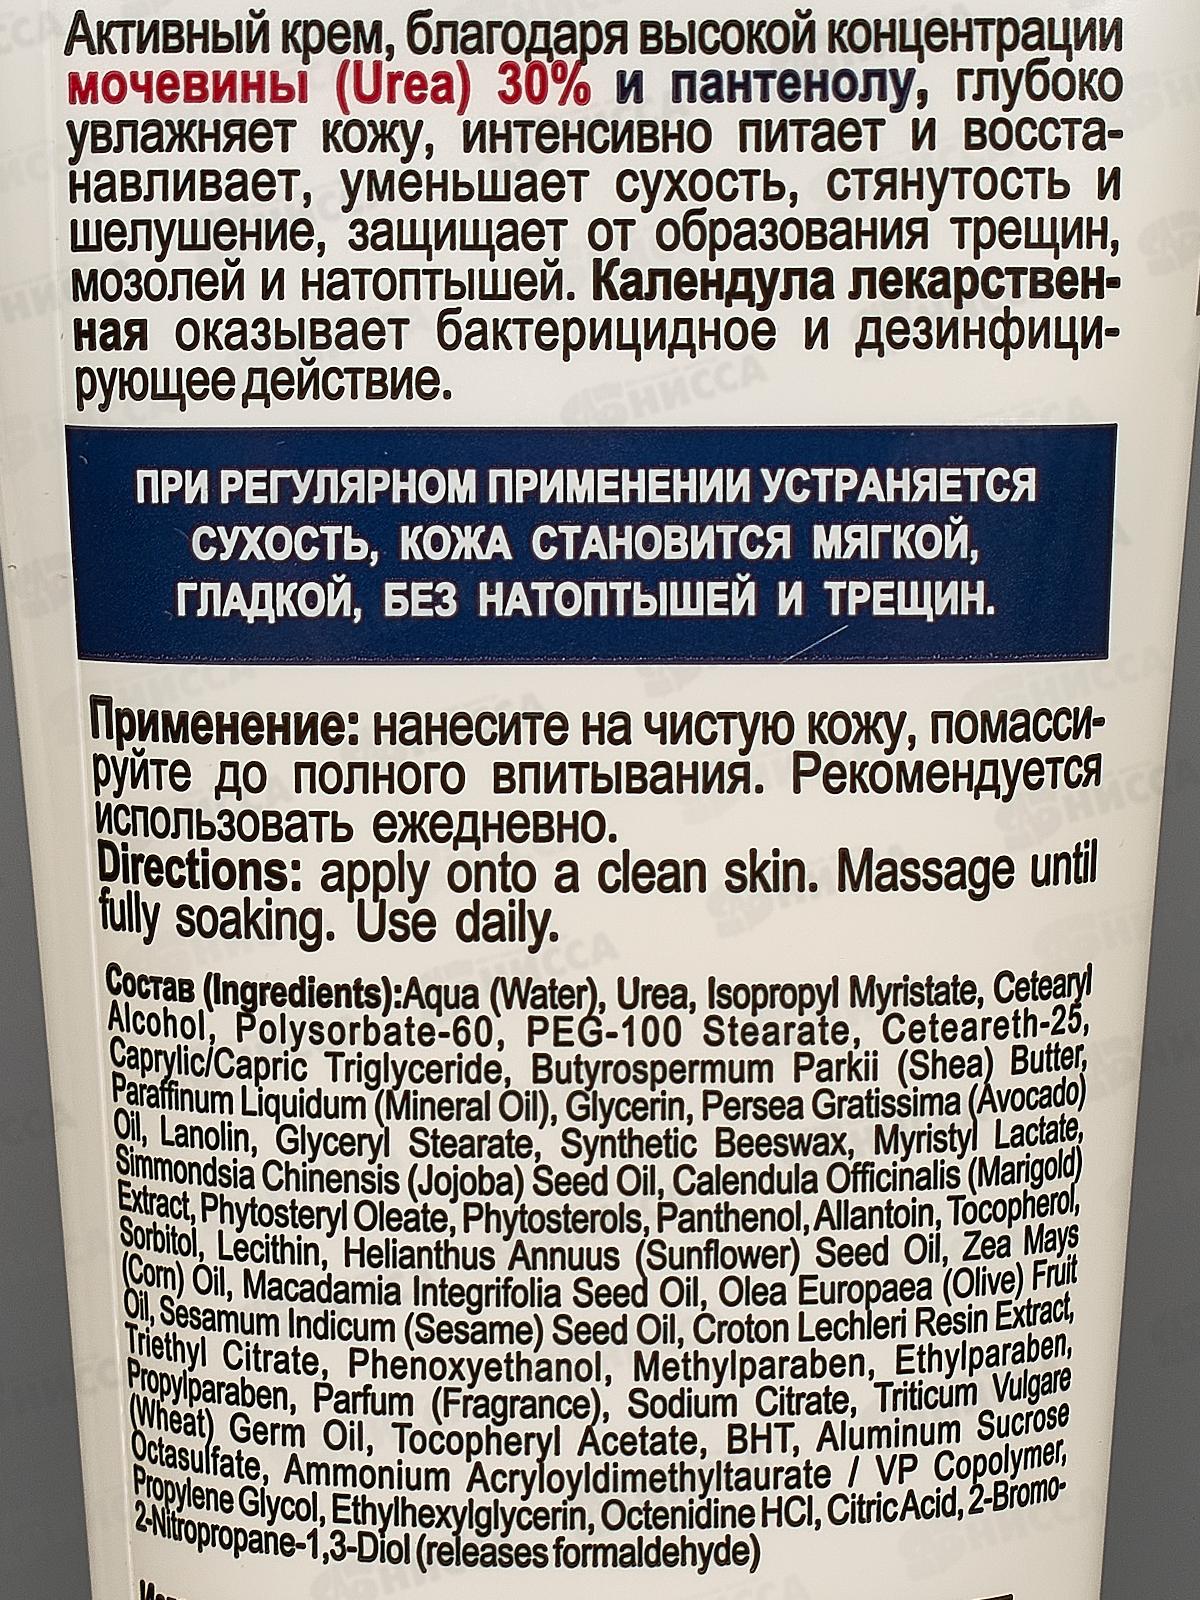 Активный крем, благодаря высокой концентрации
мочевины (Urea) 30% и пантенолу, глубоко
увлажняет кожу, интенсивно питает и восста-
навливает, уменьшает сухость, стянутость и
шелушение, защищает от образования трещин,
мозолей и натоптышей. Календула лекарствен-
ная оказывает бактерицидное и дезинфици-
рующее действие.
ПРИ РЕГУЛЯРНОМ ПРИМЕНЕНИИ УСТРАНЯЕТСЯ
СУХОСТЬ, КОЖА СТАНОВИТСЯ МЯГКОЙ,
ГЛАДКОЙ, БЕЗ НАТОПТЫШЕЙ И ТРЕЩИН.
Применение: нанесите на чистую кожу, помасси-
руйте до полного впитывания. Рекомендуется
использовать ежедневно.
Directions: apply onto a clean skin. Massage until
fully soaking. Use daily.
Состав (Ingredients):Aqua (Water), Urea, Isopropyl Myristate, Cetearyl
Alcohol, Polysorbate-60, PEG-100 Stearate, Ceteareth-25,
Caprylic/Capric Triglyceride, Butyrospermum Parkii (Shea) Butter,
Paraffinum Liquidum (Mineral Oil), Glycerin, Persea Gratissima (Avocado)
Oil, Lanolin, Glyceryl Stearate, Synthetic Beeswax, Myristyl Lactate,
Simmondsia Chinensis (Jojoba) Seed Oil, Calendula Officinalis (Marigold)
Extract, Phytosteryl Oleate, Phytosterols, Panthenol, Allantoin, Tocopherol,
Sorbitol, Lecithin, Helianthus Annuus (Sunflower) Seed Oil, Zea Mays
(Corn) Oil, Macadamia Integrifolia Seed Oil, Olea Europaea (Olive) Fruit
Oil, Sesamum Indicum (Sesame) Seed Oil, Croton Lechleri Resin Extract,
Triethyl Citrate, Phenoxyethanol, Methylparaben, Ethylparaben,
Propylparaben, Parfum (Fragrance), Sodium Citrate, Triticum Vulgare
(Wheat) Germ Oil, Tocopheryl Acetate, BHT, Aluminum Sucrose
Octasulfate, Ammonium Acryloyldimethyltaurate / VP Copolymer,
Propylene Glycol, Ethylhexylglycerin, Octenidine HCl, Citric Acid, 2-Bromo-
2-Nitropropane-1,3-Diol (releases formaldehyde)